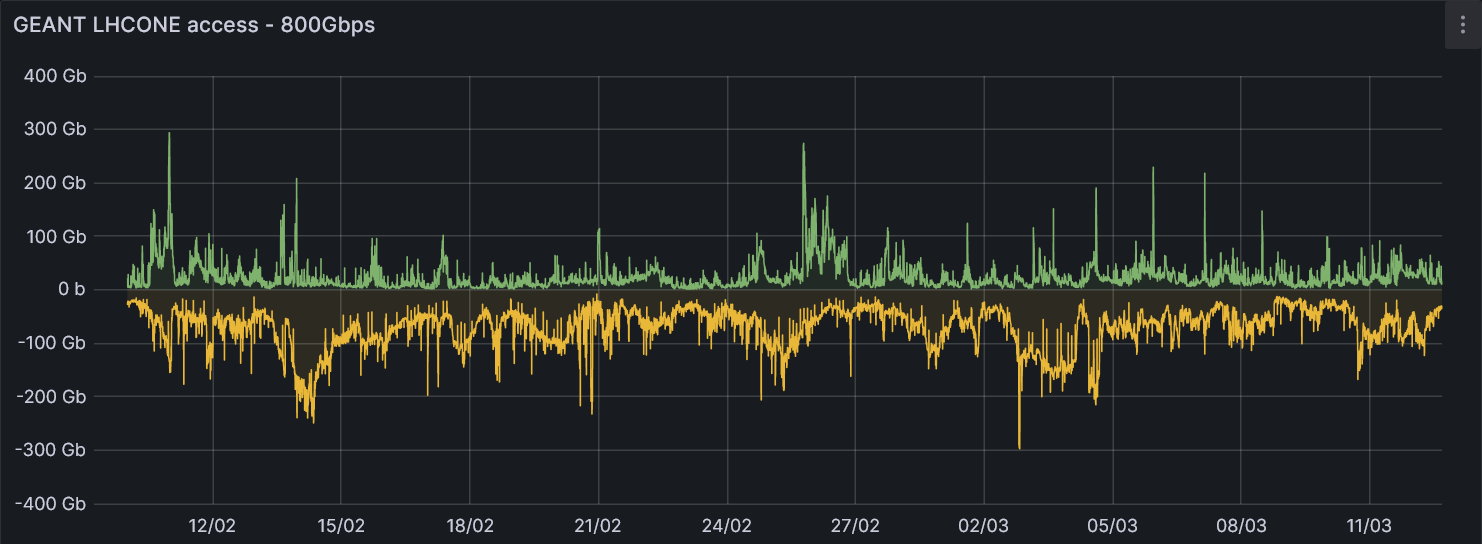 GEANT LHCONE access - 800Gbps
400 Gb
300 Gb
200 Gb
100 Gb
0 b
-100 Gb
-200 Gb
-300 Gb
-400 Gb
12/02 15/02 18/02 21/02 24/02 27/02 02/03 05/03 08/03 11/03